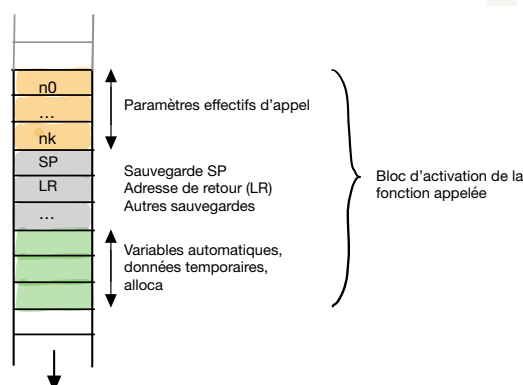 n0
...
nk
SP
LR
...
Paramètres effectifs d'appel
Sauvegarde SP
Adresse de retour (LR)
Autres sauvegardes
Variables automatiques,
données temporaires,
alloca
Bloc d'activation de la
fonction appelée